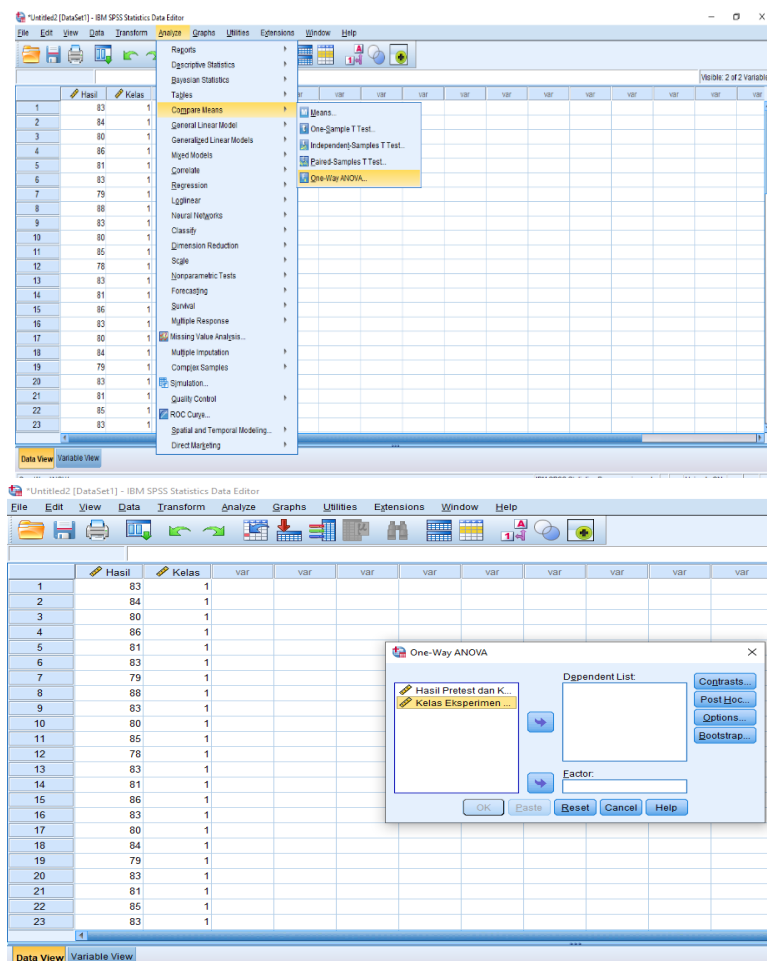 *Untitled2 [DataSet1] - IBM SPSS Statistics Data Editor
File Edit View Data Transform Analyze Graphs Utilities Extensions Window Help
Visible: 2 of 2 Variable
Hasil Kelas var var var var var var var var var
1 83 1
2 84 1
3 80 1
4 86 1
5 81 1
6 83 1
7 79 1
8 88 1
9 83 1
10 80 1
11 85 1
12 78 1
13 83 1
14 81 1
15 86 1
16 83 1
17 80 1
18 84 1
19 79 1
20 83 1
21 81 1
22 85 1
23 83 1
Reports
Descriptive Statistics
Bayesian Statistics
Tables
Compare Means
General Linear Model
Generalized Linear Models
Mixed Models
Correlate
Regression
Loglinear
Neural Networks
Classify
Dimension Reduction
Scale
Nonparametric Tests
Forecasting
Survival
Multiple Response
Missing Value Analysis...
Multiple Imputation
Complex Samples
Simulation...
Quality Control
ROC Curve...
Spatial and Temporal Modeling...
Direct Marketing
Means...
One-Sample T Test...
Independent-Samples T Test...
Paired-Samples T Test...
One-Way ANOVA...
Data View Variable View
*Untitled2 [DataSet1] - IBM SPSS Statistics Data Editor
File Edit View Data Transform Analyze Graphs Utilities Extensions Window Help
Hasil Kelas var var var var var var var var
1 83 1
2 84 1
3 80 1
4 86 1
5 81 1
6 83 1
7 79 1
8 88 1
9 83 1
10 80 1
11 85 1
12 78 1
13 83 1
14 81 1
15 86 1
16 83 1
17 80 1
18 84 1
19 79 1
20 83 1
21 81 1
22 85 1
23 83 1
One-Way ANOVA
Hasil Pretest dan K...
Kelas Eksperimen ...
Dependent List:
Factor:
Contrasts...
Post Hoc...
Options...
Bootstrap...
OK Paste Reset Cancel Help
Data View Variable View